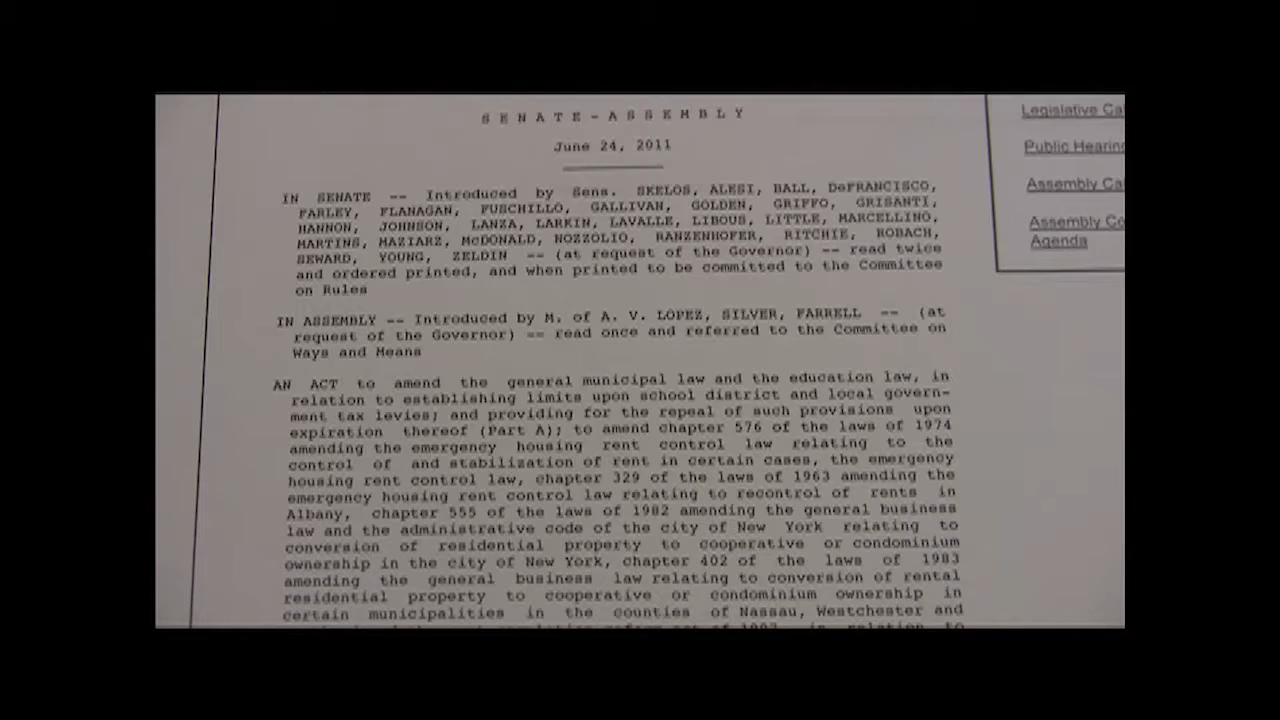 SENATE-ASSEMBLY
June 24, 2011
IN SENATE -- Introduced by Sens. SKELOS, ALESI, BALL, DeFRANCISCO,
FARLEY, FLANAGAN, FUSCHILLO, GALLIVAN, GOLDEN, GRIFFO, GRISANTI,
HANNON, JOHNSON, LANZA, LARKIN, LAVALLE, LIBOUS, LITTLE, MARCELLINO,
MARTINS, MAZIARZ, McDONALD, NOZZOLIO, RANZENHOFER, RITCHIE, ROBACH,
SEWARD, YOUNG, ZELDIN -- (at request of the Governor) -- read twice
and ordered printed, and when printed to be committed to the Committee
on Rules
IN ASSEMBLY -- Introduced by M. of A. V. LOPEZ, SILVER, FARRELL -- (at
request of the Governor) -- read once and referred to the Committee on
Ways and Means
AN ACT to amend the general municipal law and the education law, in
relation to establishing limits upon school district and local govern-
ment tax levies; and providing for the repeal of such provisions upon
expiration thereof (Part A); to amend chapter 576 of the laws of 1974
amending the emergency housing rent control law relating to the
control of and stabilization of rent in certain cases, the emergency
housing rent control law, chapter 329 of the laws of 1963 amending the
emergency housing rent control law relating to recontrol of rents in
Albany, chapter 555 of the laws of 1982 amending the general business
law and the administrative code of the city of New York relating to
conversion of residential property to cooperative or condominium
ownership in the city of New York, chapter 402 of the laws of 1983
amending the general business law relating to conversion of rental
residential property to cooperative or condominium ownership in
certain municipalities in the counties of Nassau, Westchester and
Legislative Ca
Public Hearing
Assembly Ca
Assembly Co
Agenda